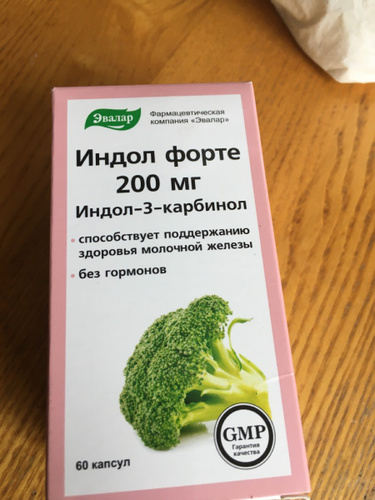 Эвалар
Фармацевтическая
компания «Эвалар»
Индол форте
200 мг
Индол-3-карбинол
• способствует поддержанию
здоровья молочной железы
• без гормонов
GMP
Гарантия
качества
60 капсул